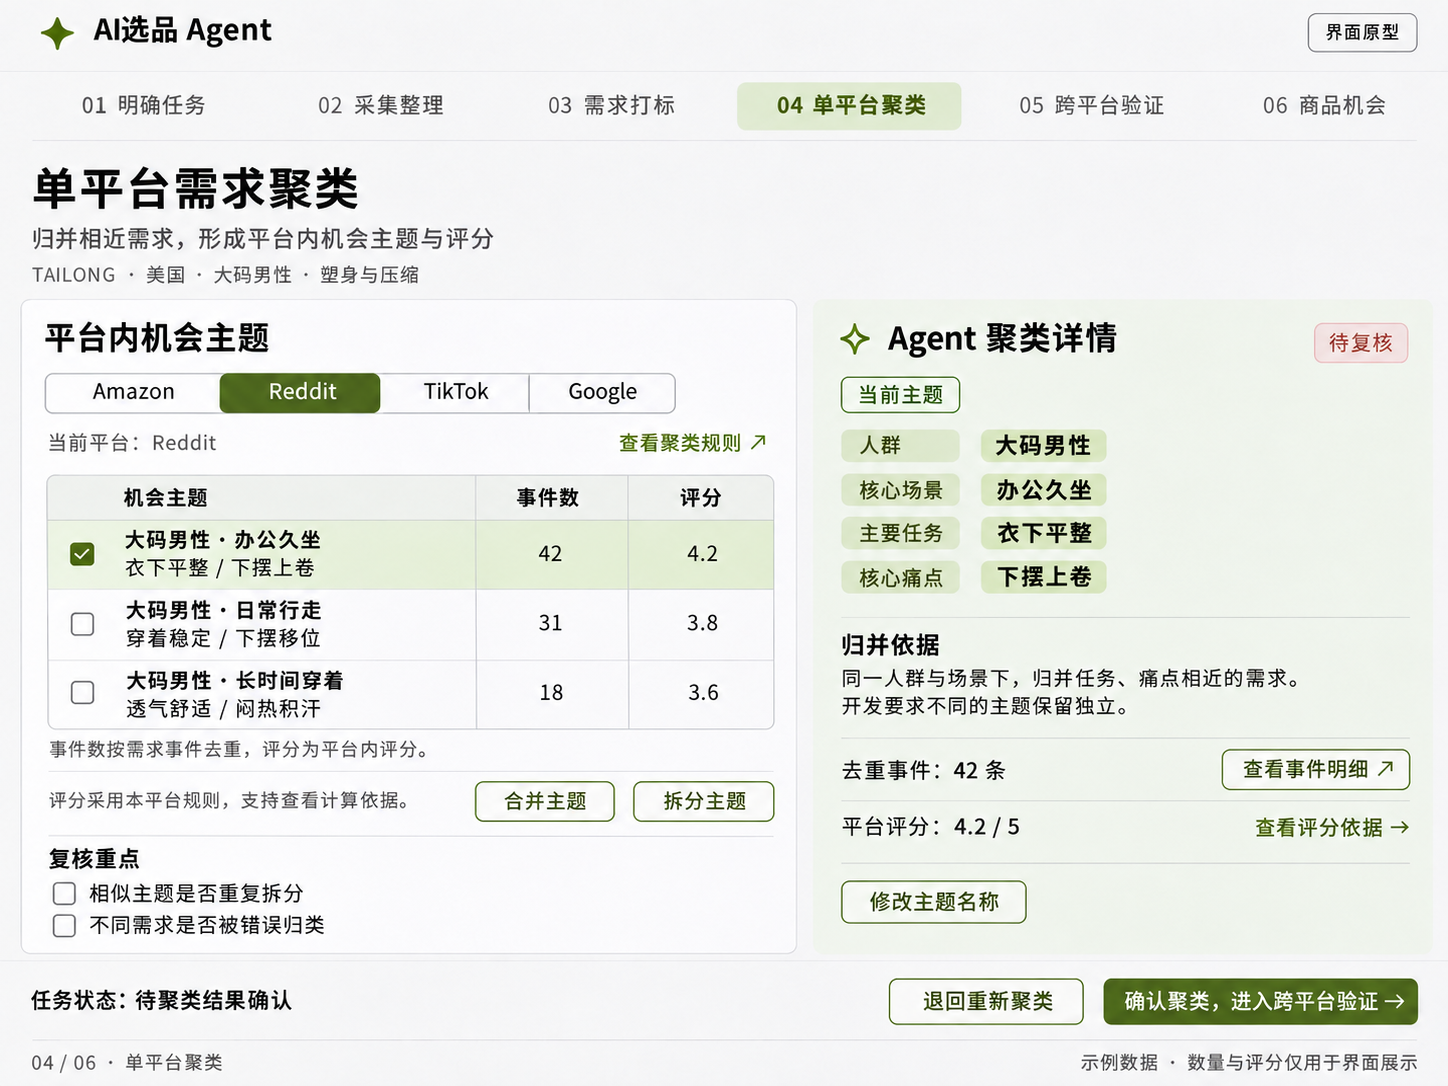 AI选品 Agent
界面原型
01 明确任务
02 采集整理
03 需求打标
04 单平台聚类
05 跨平台验证
06 商品机会
单平台需求聚类
归并相近需求，形成平台内机会主题与评分
TAILONG · 美国 · 大码男性 · 塑身与压缩
平台内机会主题
Amazon
Reddit
TikTok
Google
当前平台：Reddit
查看聚类规则 ↗
机会主题
事件数
评分
大码男性 · 办公久坐
衣下平整 / 下摆上卷
42
4.2
大码男性 · 日常行走
穿着稳定 / 下摆移位
31
3.8
大码男性 · 长时间穿着
透气舒适 / 闷热积汗
18
3.6
事件数按需求事件去重，评分为平台内评分。
评分采用本平台规则，支持查看计算依据。
合并主题
拆分主题
复核重点
相似主题是否重复拆分
不同需求是否被错误归类
Agent 聚类详情
待复核
当前主题
人群
大码男性
核心场景
办公久坐
主要任务
衣下平整
核心痛点
下摆上卷
归并依据
同一人群与场景下，归并任务、痛点相近的需求。
开发要求不同的主题保留独立。
去重事件：42 条
查看事件明细 ↗
平台评分：4.2 / 5
查看评分依据 →
修改主题名称
任务状态：待聚类结果确认
退回重新聚类
确认聚类，进入跨平台验证 →
04 / 06 · 单平台聚类
示例数据 · 数量与评分仅用于界面展示